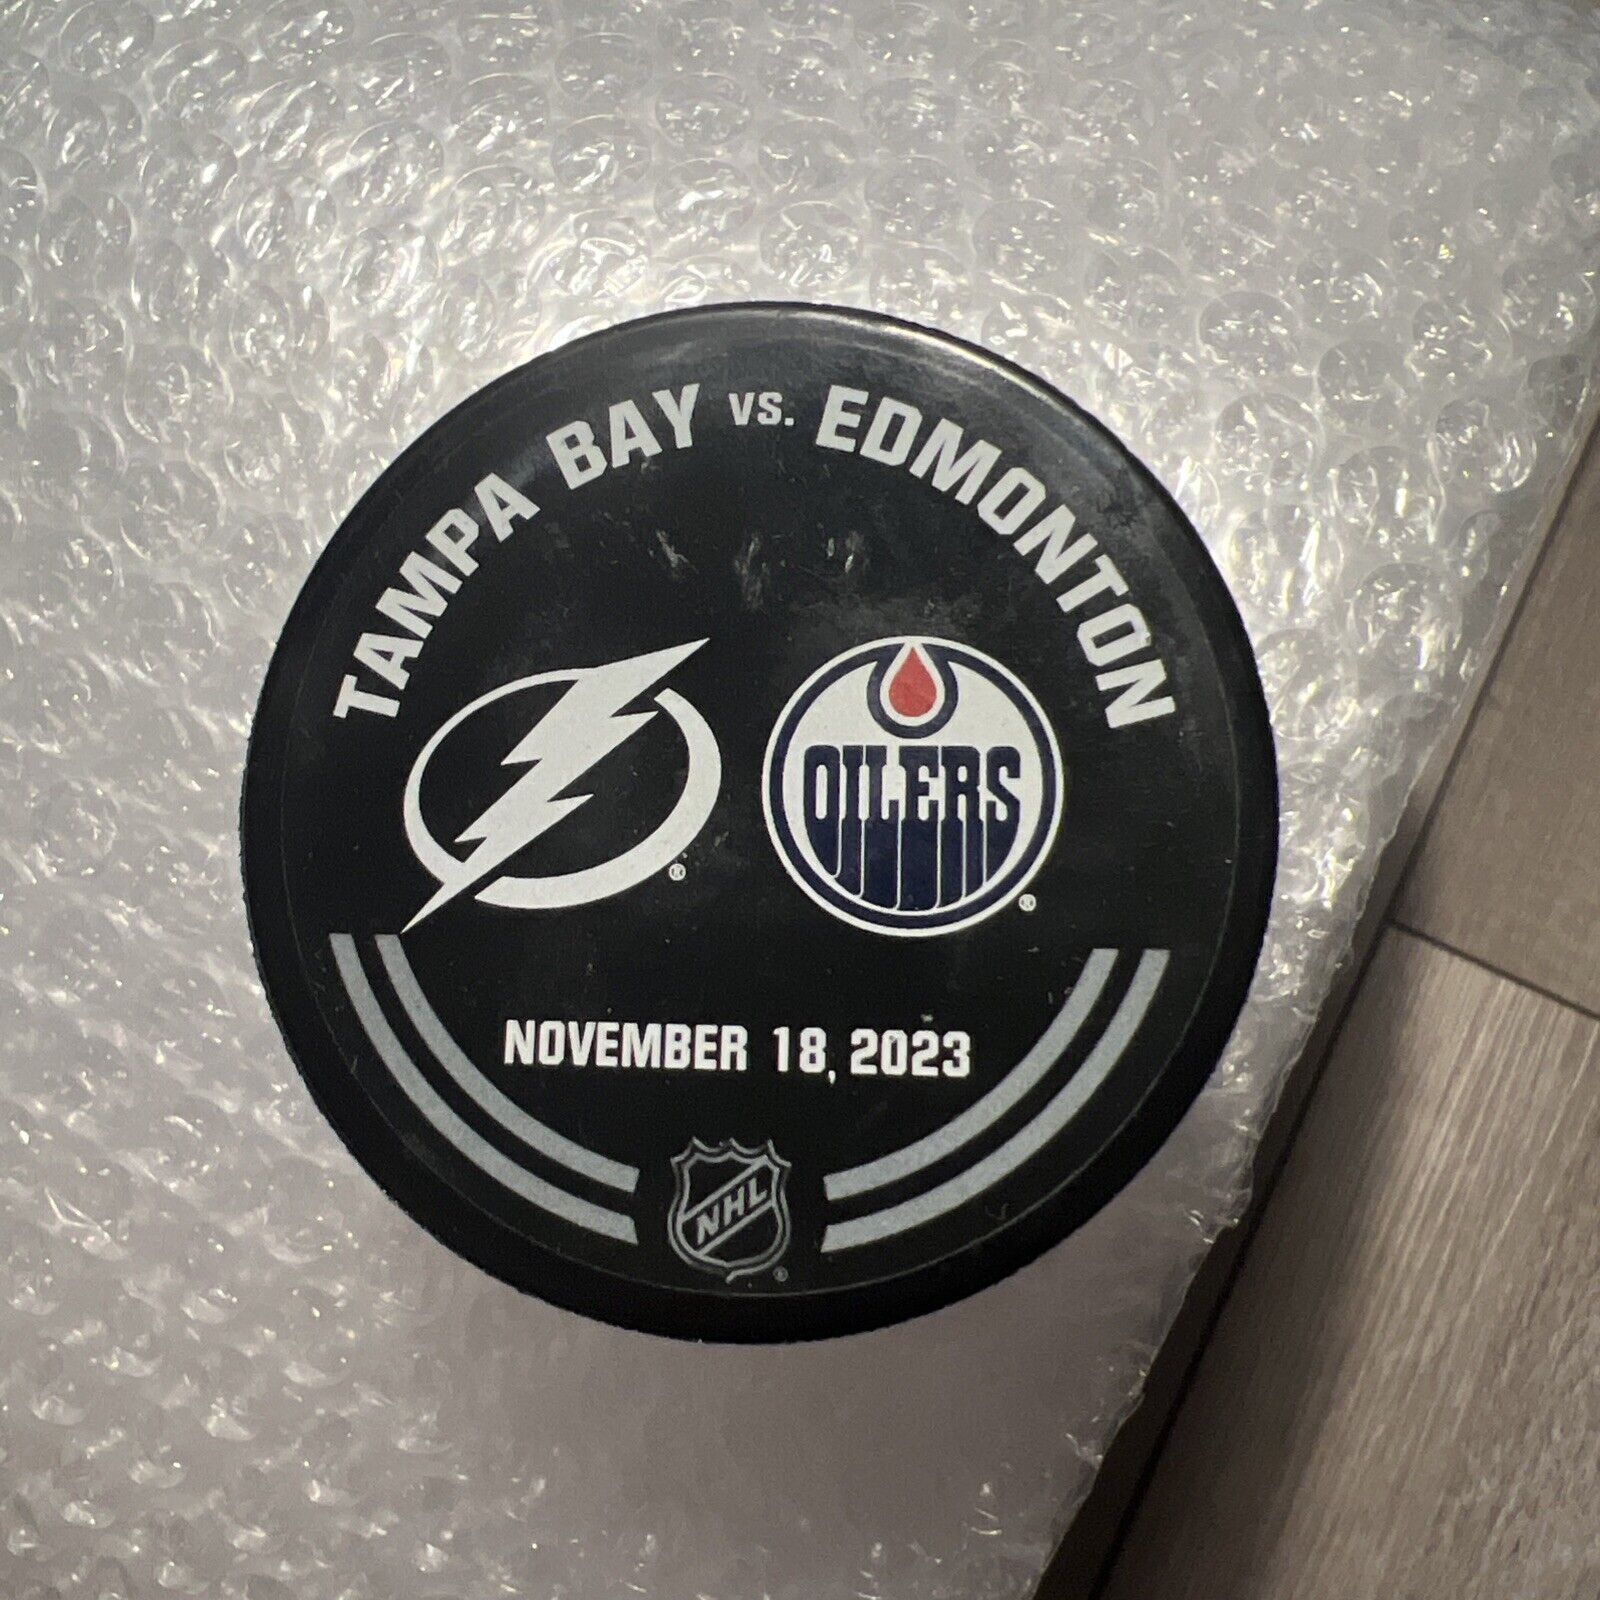 TAMPA BAY VS. EDMONTON
®
OILERS
®
NOVEMBER 18, 2023
NHL
®